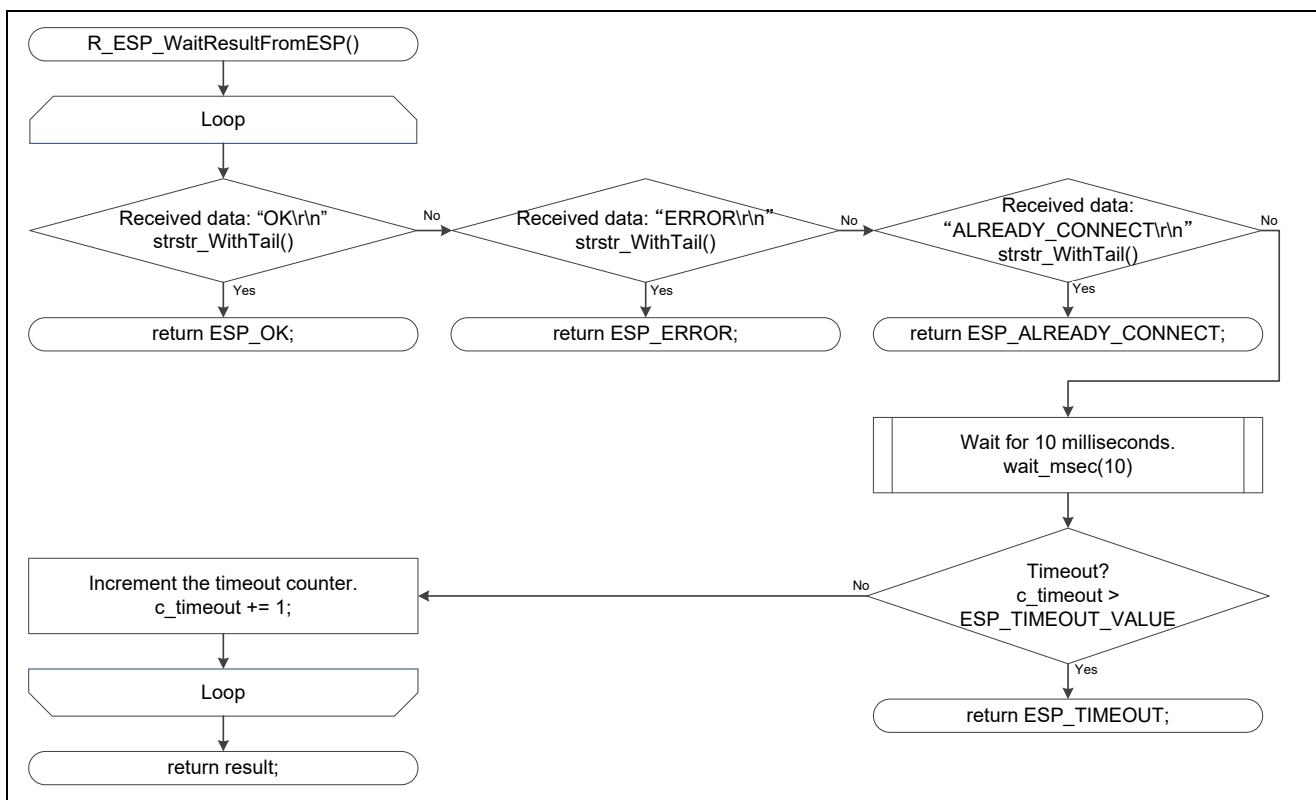 R_ESP_WaitResultFromESP()
Loop
Received data: “OK\r\n”
strstr_WithTail()
No
Yes
return ESP_OK;
Received data: “ERROR\r\n”
strstr_WithTail()
No
Yes
return ESP_ERROR;
Received data:
“ALREADY_CONNECT\r\n”
strstr_WithTail()
No
Yes
return ESP_ALREADY_CONNECT;
Wait for 10 milliseconds.
wait_msec(10)
Timeout?
c_timeout >
ESP_TIMEOUT_VALUE
No
Yes
return ESP_TIMEOUT;
Increment the timeout counter.
c_timeout += 1;
Loop
return result;